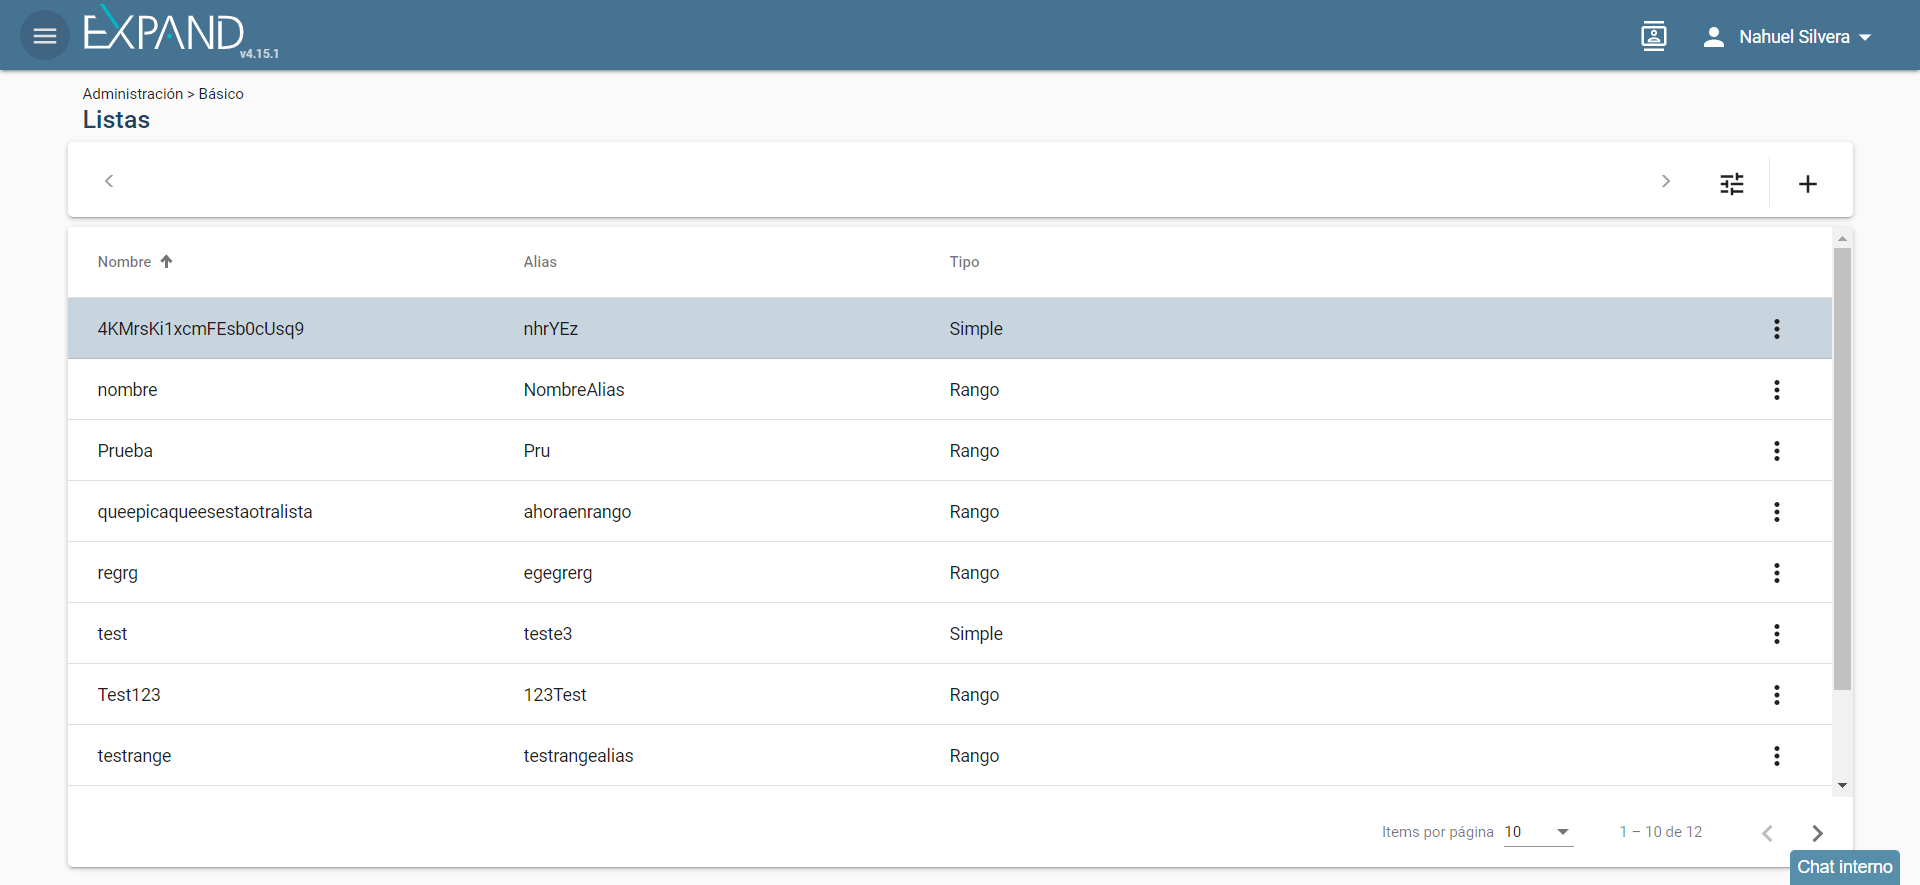 EXPAND v4.15.1
Nahuel Silvera
Administración > Básico
Listas
Nombre Alias Tipo
4KMrsKi1xcmFEsb0cUsq9 nhrYEz Simple
nombre NombreAlias Rango
Prueba Pru Rango
queepicaqueesestaotralista ahoraenrango Rango
regrg egegrerg Rango
test teste3 Simple
Test123 123Test Rango
testrange testrangealias Rango
Items por página 10 1 – 10 de 12
Chat interno